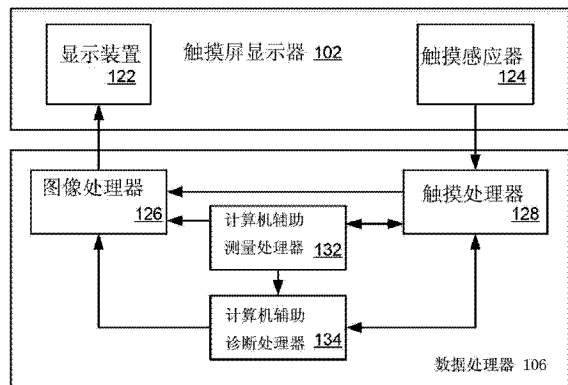 触摸屏显示器 102
显示装置
122
触摸感应器
124
图像处理器
126
触摸处理器
128
计算机辅助
测量处理器 132
计算机辅助
诊断处理器 134
数据处理器 106